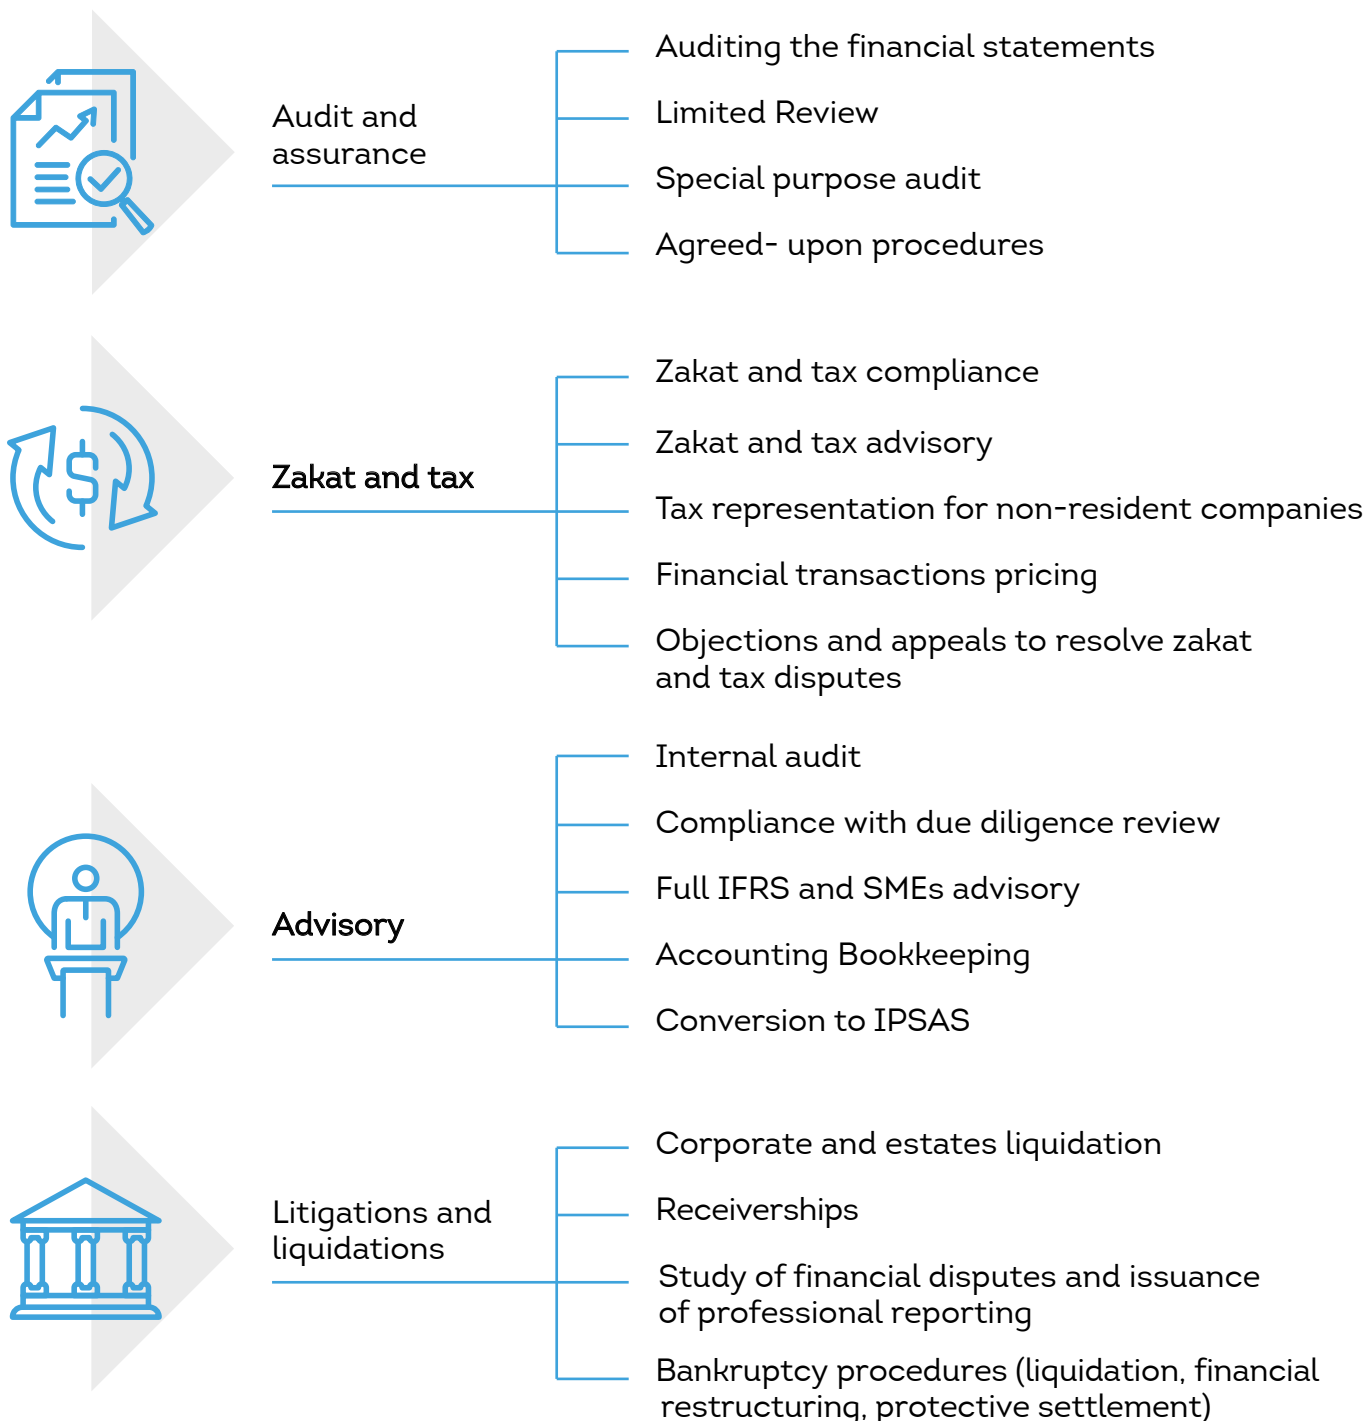 Audit and
assurance
Auditing the financial statements
Limited Review
Special purpose audit
Agreed- upon procedures
Zakat and tax
Zakat and tax compliance
Zakat and tax advisory
Tax representation for non-resident companies
Financial transactions pricing
Objections and appeals to resolve zakat
and tax disputes
Advisory
Internal audit
Compliance with due diligence review
Full IFRS and SMEs advisory
Accounting Bookkeeping
Conversion to IPSAS
Litigations and
liquidations
Corporate and estates liquidation
Receiverships
Study of financial disputes and issuance
of professional reporting
Bankruptcy procedures (liquidation, financial
restructuring, protective settlement)